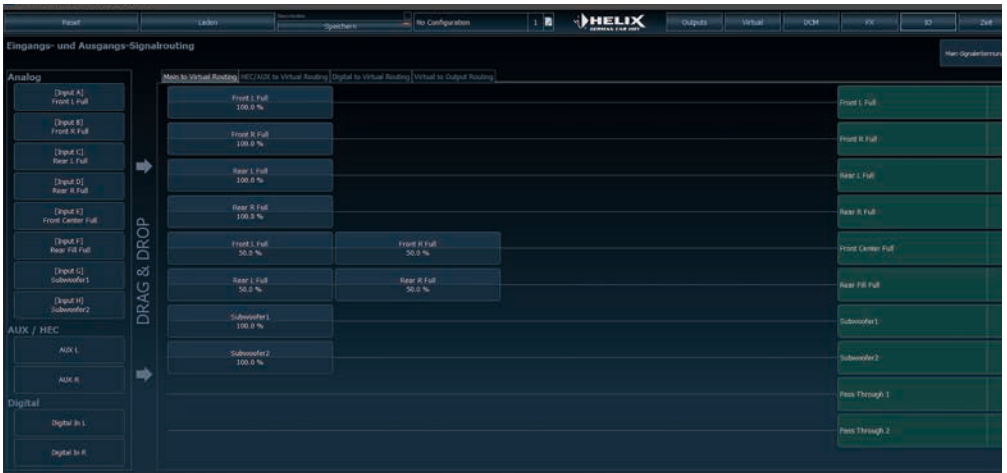 Reset
Laden
Speichern
No Configuration
1
HELIX
GERMAN CAR HIFI
Outputs
Virtual
DCM
FX
IO
Zeit
Eingangs- und Ausgangs-Signalrouting
Main-Signalerkennung
Analog
[Input A]
Front L Full
[Input B]
Front R Full
[Input C]
Rear L Full
[Input D]
Rear R Full
[Input E]
Front Center Full
[Input F]
Rear Fill Full
[Input G]
Subwoofer1
[Input H]
Subwoofer2
AUX / HEC
AUX L
AUX R
Digital
Digital In L
Digital In R
DRAG & DROP
Main to Virtual Routing
HEC/AUX to Virtual Routing
Digital to Virtual Routing
Virtual to Output Routing
Front L Full
100.0 %
Front L Full
Front R Full
100.0 %
Front R Full
Rear L Full
100.0 %
Rear L Full
Rear R Full
100.0 %
Rear R Full
Front L Full
50.0 %
Front R Full
50.0 %
Front Center Full
Rear L Full
50.0 %
Rear R Full
50.0 %
Rear Fill Full
Subwoofer1
100.0 %
Subwoofer1
Subwoofer2
100.0 %
Subwoofer2
Pass Through 1
Pass Through 2